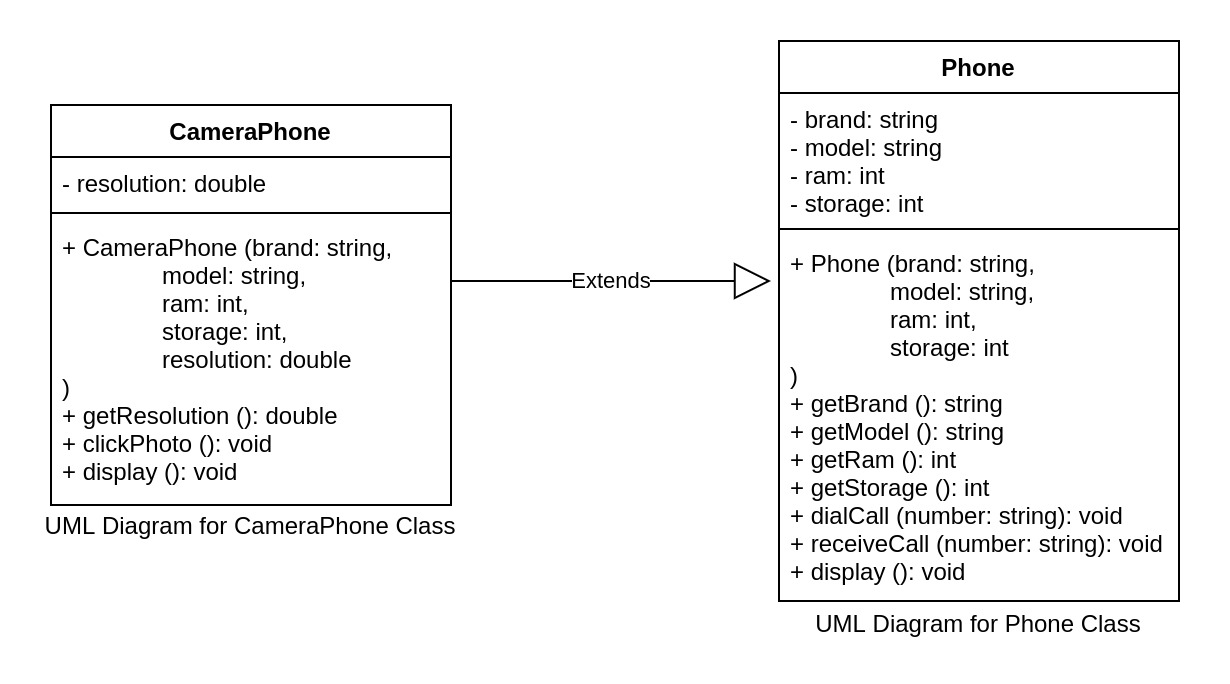 CameraPhone
- resolution: double
+ CameraPhone (brand: string,
model: string,
ram: int,
storage: int,
resolution: double
)
+ getResolution (): double
+ clickPhoto (): void
+ display (): void
UML Diagram for CameraPhone Class
Extends
Phone
- brand: string
- model: string
- ram: int
- storage: int
+ Phone (brand: string,
model: string,
ram: int,
storage: int
)
+ getBrand (): string
+ getModel (): string
+ getRam (): int
+ getStorage (): int
+ dialCall (number: string): void
+ receiveCall (number: string): void
+ display (): void
UML Diagram for Phone Class